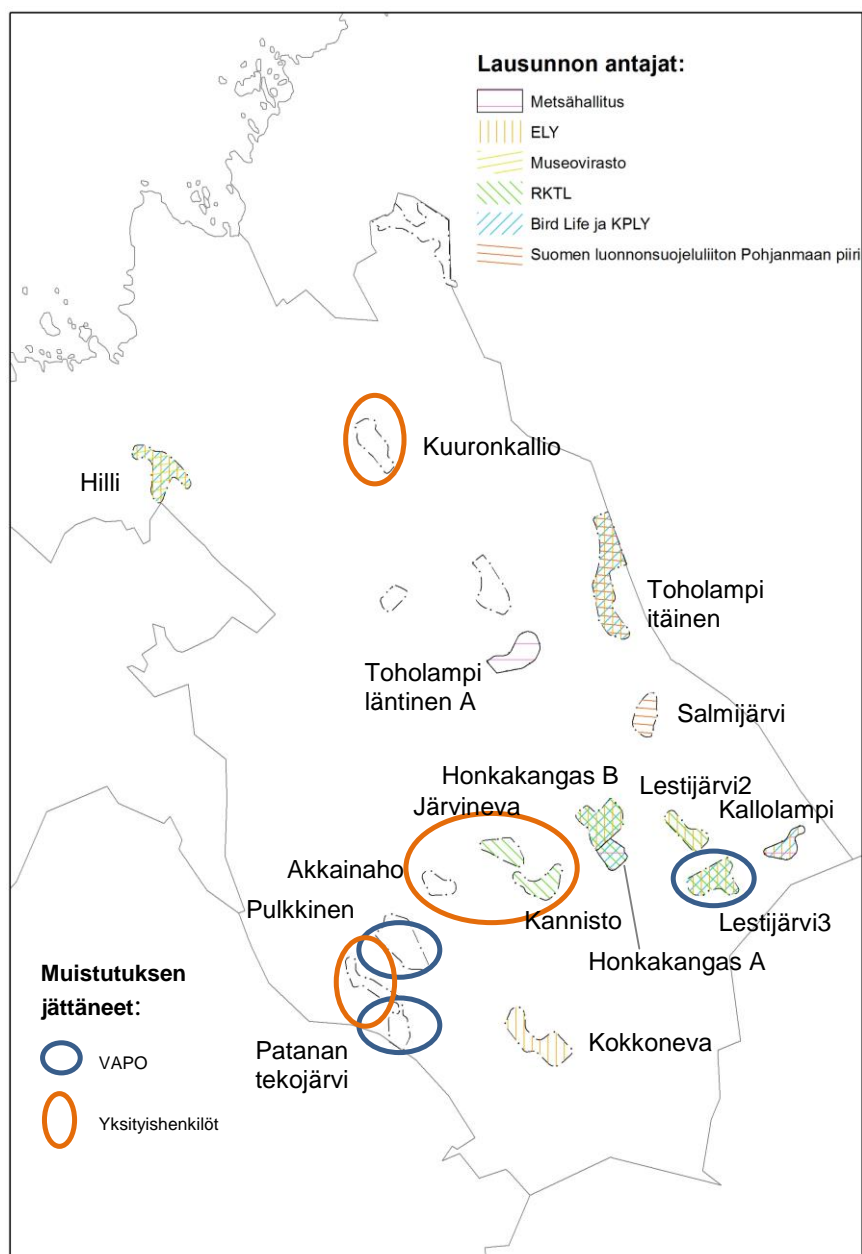 Lausunnon antajat:
Metsähallitus
ELY
Museovirasto
RKTL
Bird Life ja KPLY
Suomen luonnonsuojeluliiton Pohjanmaan piiri
Kuuronkallio
Hilli
Toholampi
itäinen
Toholampi
läntinen A
Salmijärvi
Honkakangas B
Lestijärvi2
Järvineva
Kallolampi
Akkainaho
Pulkkinen
Kannisto
Lestijärvi3
Honkakangas A
Muistutuksen
jättäneet:
VAPO
Yksityishenkilöt
Patanan
tekojärvi
Kokkoneva